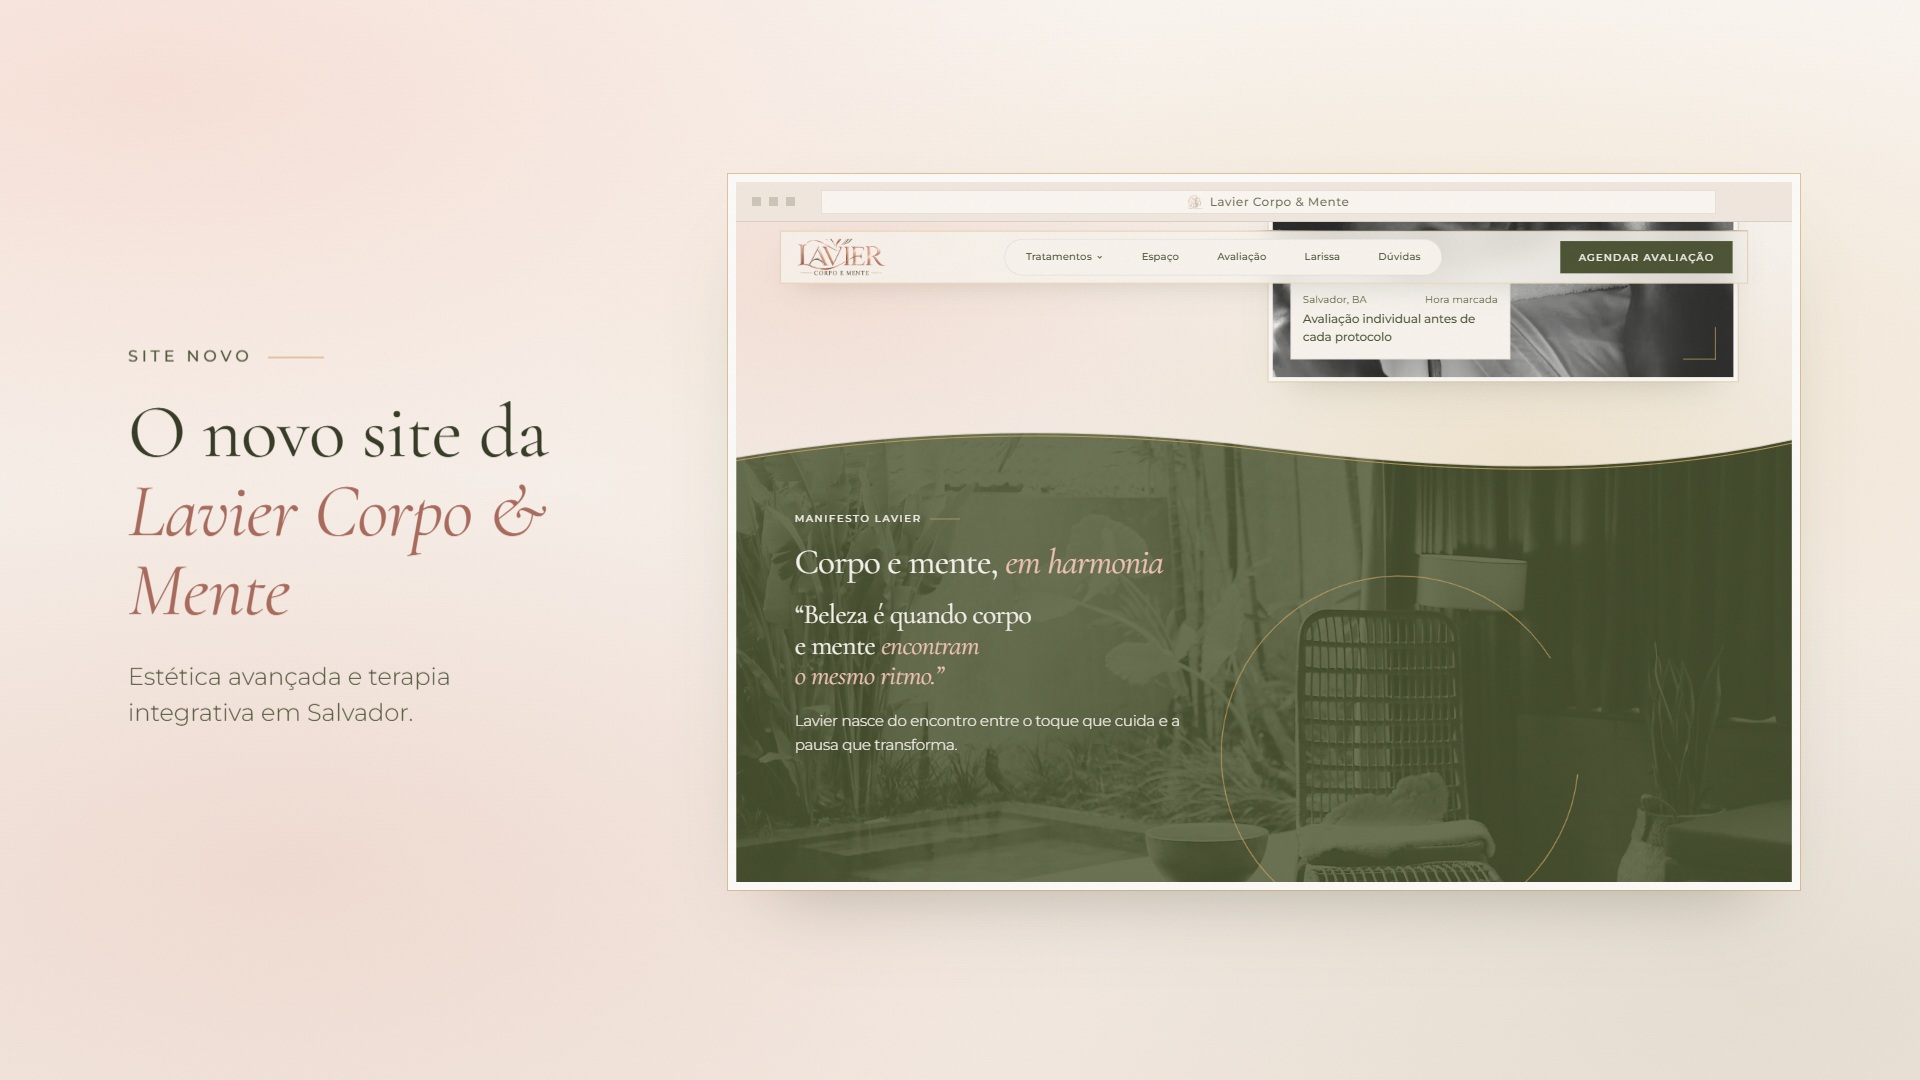 SITE NOVO
O novo site da
Lavier Corpo &
Mente
Estética avançada e terapia
integrativa em Salvador.
Lavier Corpo & Mente
LAVIER
CORPO E MENTE
Tratamentos
Espaço
Avaliação
Larissa
Dúvidas
AGENDAR AVALIAÇÃO
Salvador, BA
Hora marcada
Avaliação individual antes de
cada protocolo
MANIFESTO LAVIER
Corpo e mente, em harmonia
“Beleza é quando corpo
e mente encontram
o mesmo ritmo.”
Lavier nasce do encontro entre o toque que cuida e a
pausa que transforma.